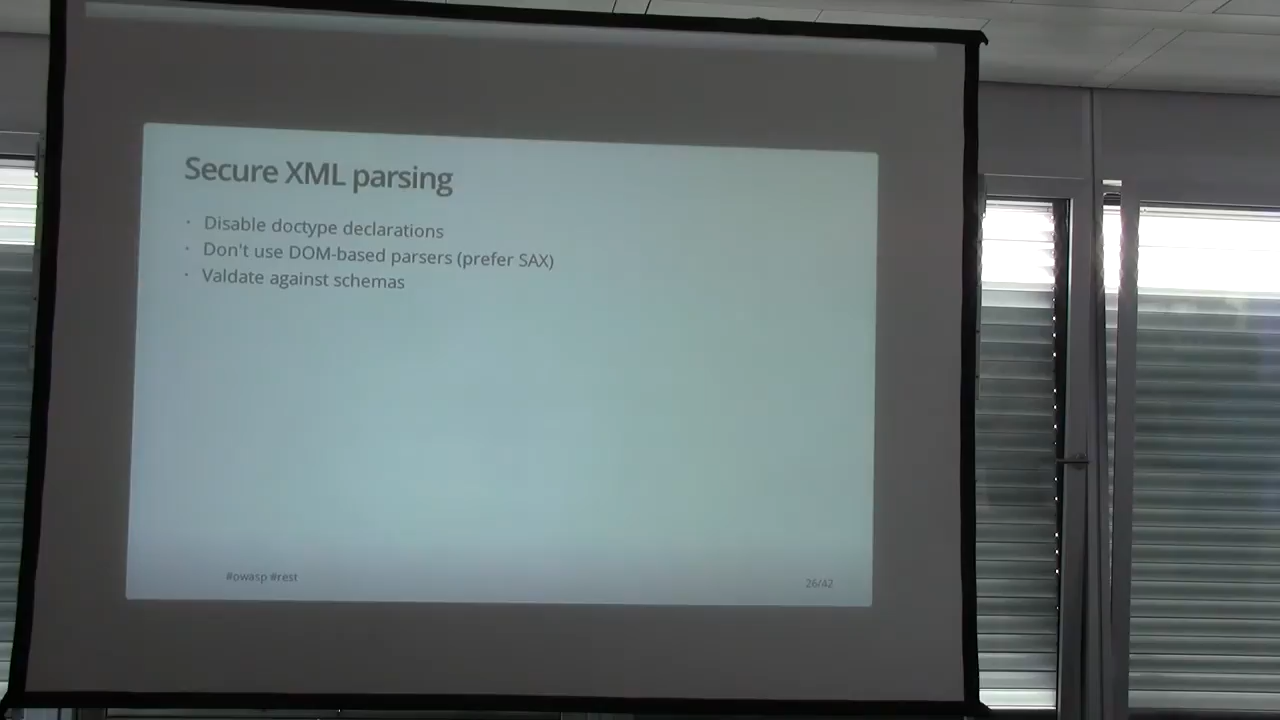 Secure XML parsing
· Disable doctype declarations
· Don't use DOM-based parsers (prefer SAX)
· Valdate against schemas
#owasp #rest
26/42